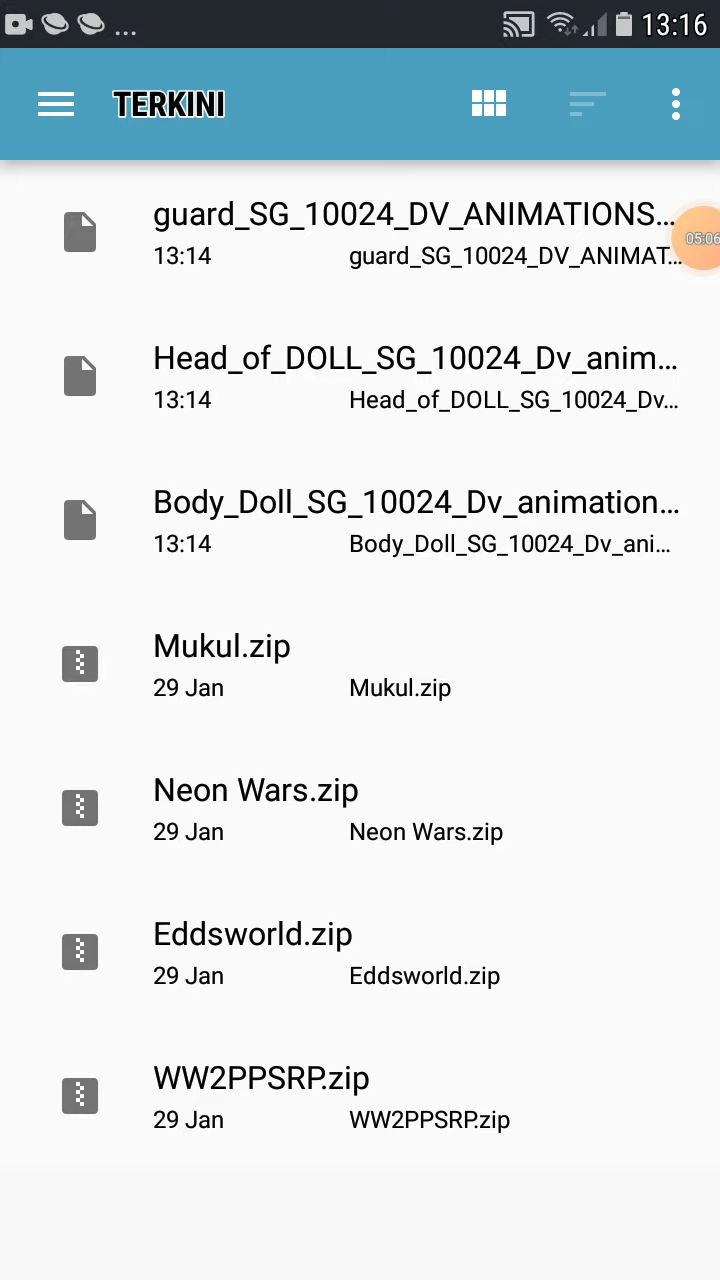 ... 13:16
TERKINI
guard_SG_10024_DV_ANIMATIONS...
05:06
13:14 guard_SG_10024_DV_ANIMAT...
Head_of_DOLL_SG_10024_Dv_anim...
13:14 Head_of_DOLL_SG_10024_Dv...
Body_Doll_SG_10024_Dv_animation...
13:14 Body_Doll_SG_10024_Dv_ani...
Mukul.zip
29 Jan Mukul.zip
Neon Wars.zip
29 Jan Neon Wars.zip
Eddsworld.zip
29 Jan Eddsworld.zip
WW2PPSRP.zip
29 Jan WW2PPSRP.zip